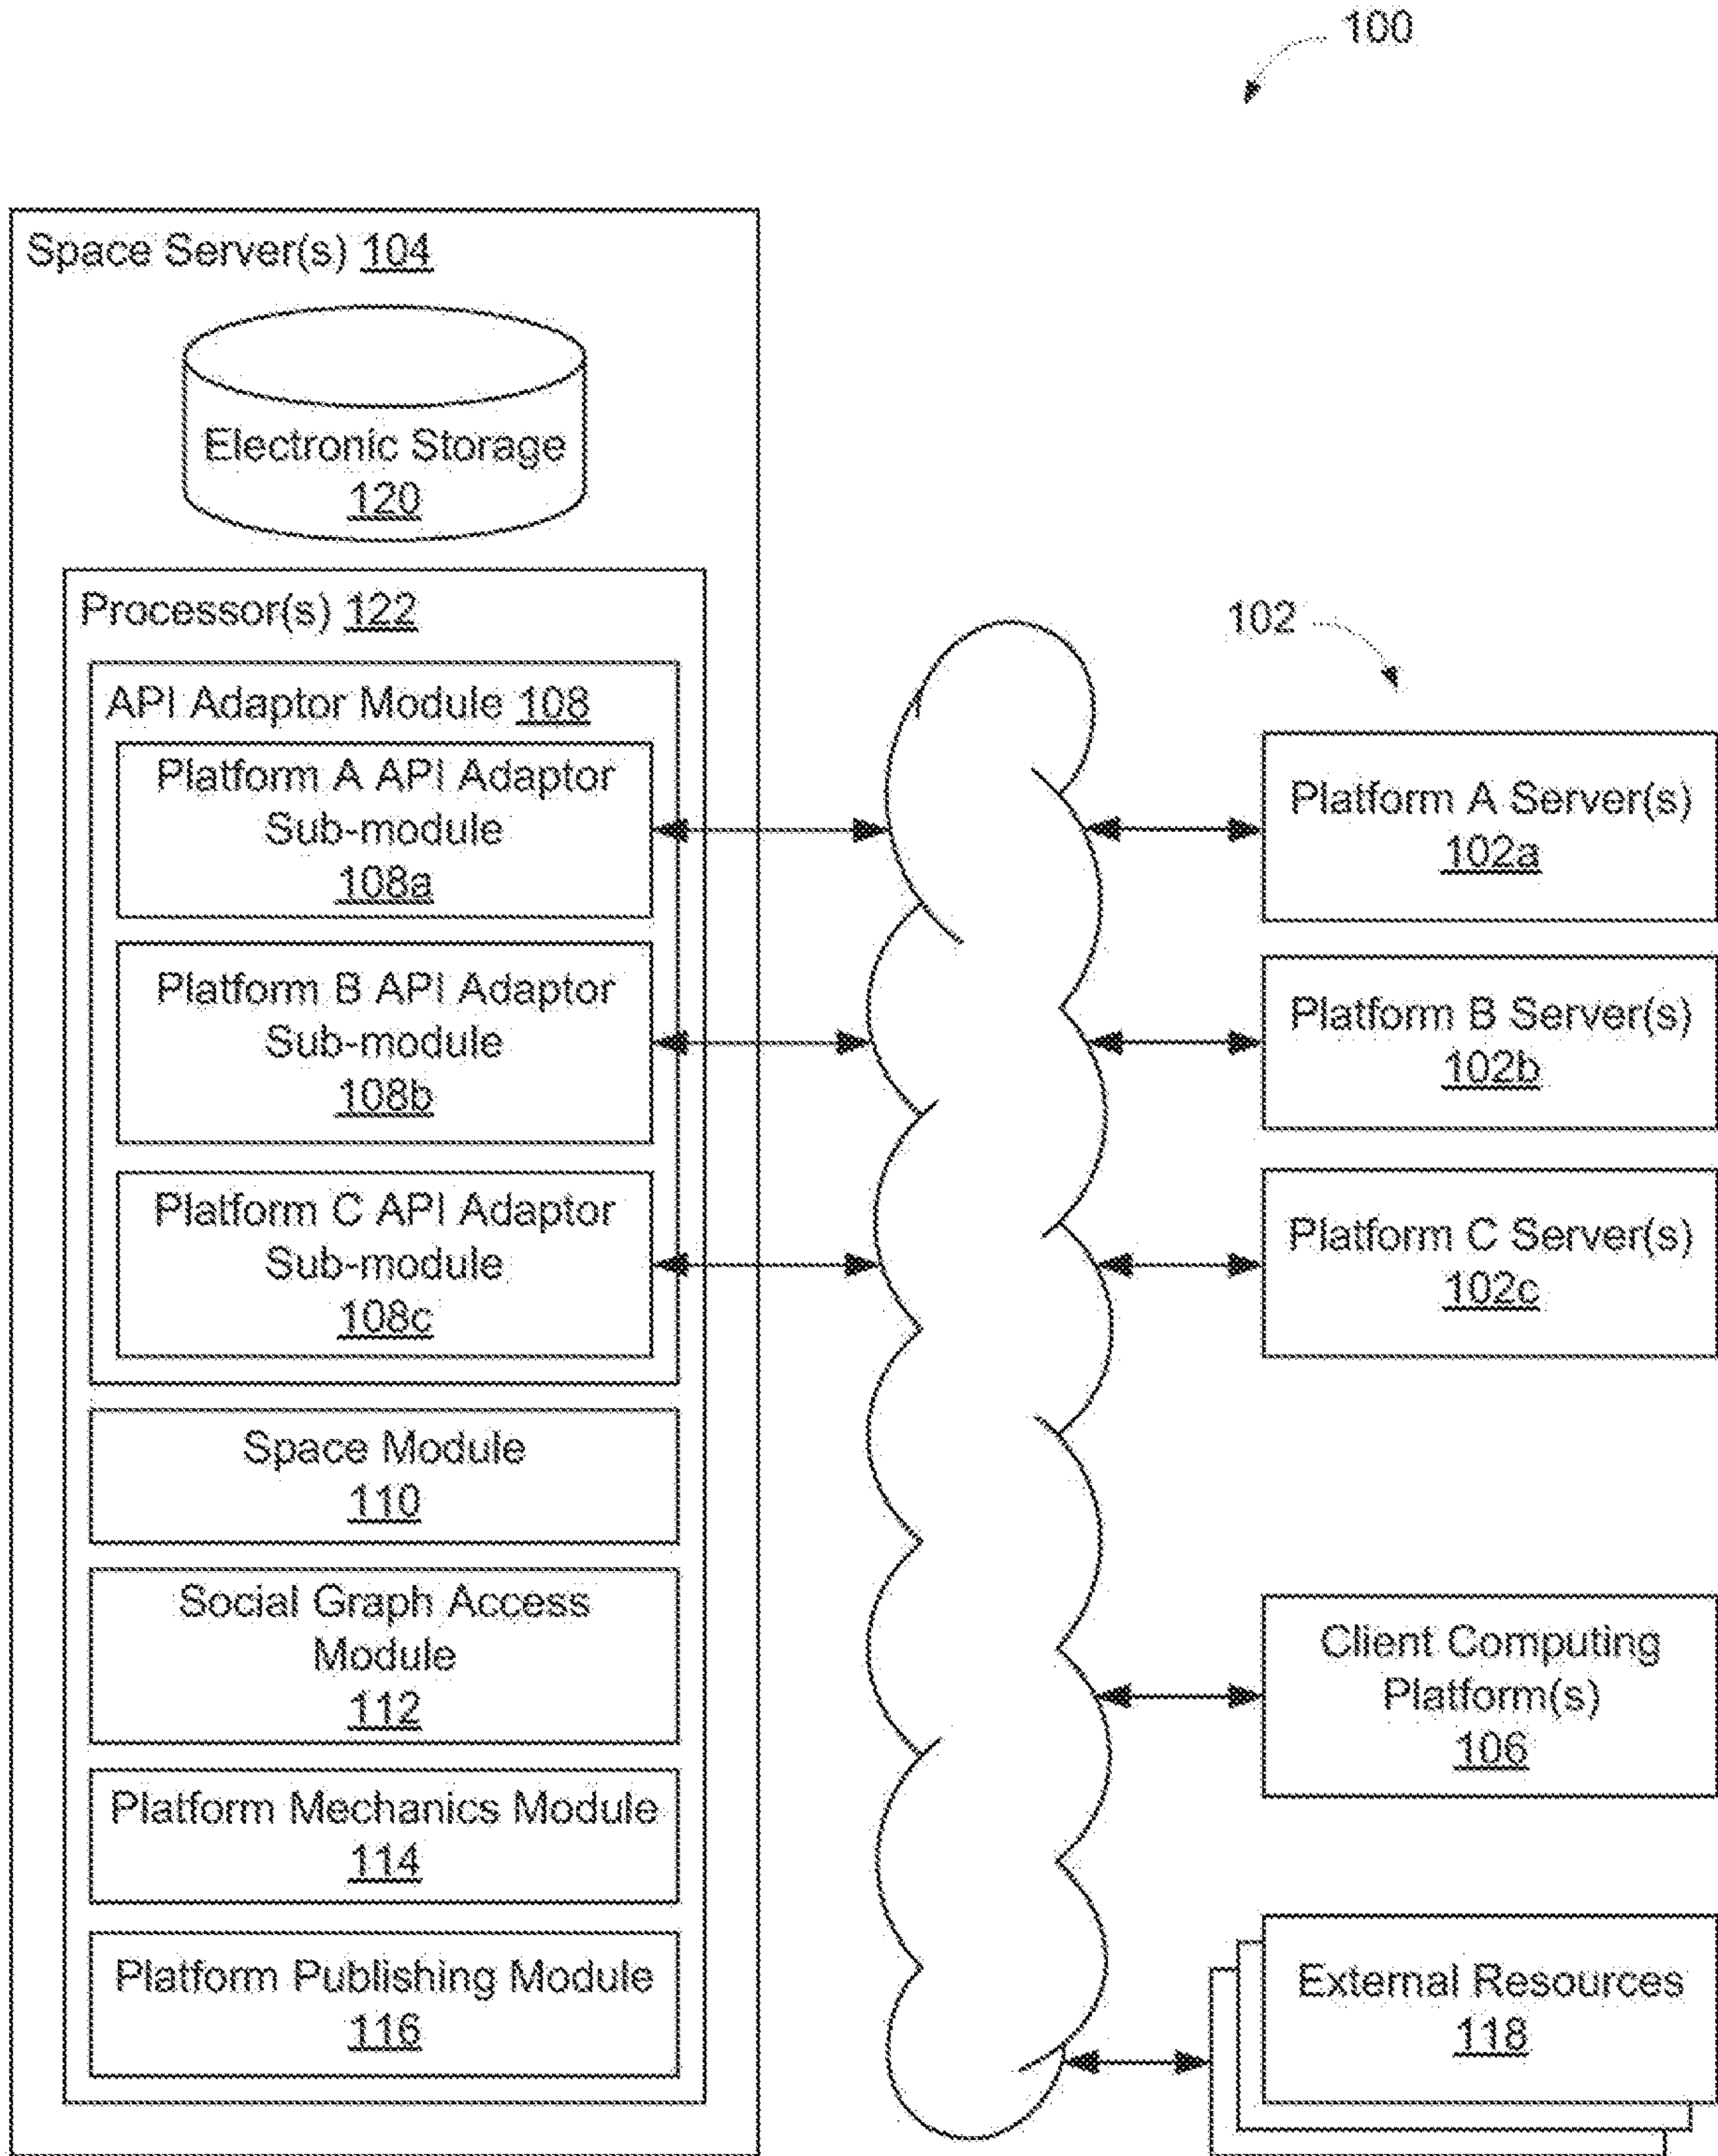 100
Space Server(s) 104
Electronic Storage
120
Processor(s) 122
API Adaptor Module 108
Platform A API Adaptor
Sub-module
108a
Platform B API Adaptor
Sub-module
108b
Platform C API Adaptor
Sub-module
108c
Space Module
110
Social Graph Access
Module
112
Platform Mechanics Module
114
Platform Publishing Module
116
102
Platform A Server(s)
102a
Platform B Server(s)
102b
Platform C Server(s)
102c
Client Computing
Platform(s)
106
External Resources
118